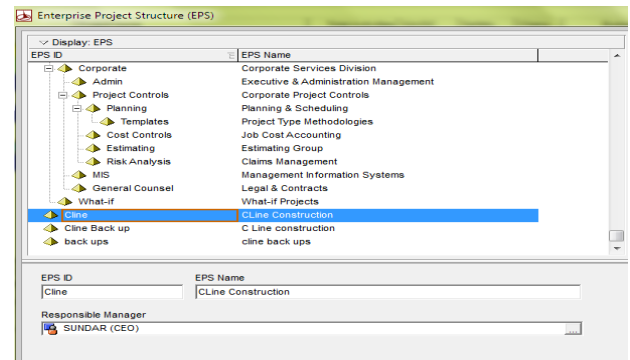 Enterprise Project Structure (EPS)
Display: EPS
EPS ID EPS Name
Corporate Corporate Services Division
Admin Executive & Administration Management
Project Controls Corporate Project Controls
Planning Planning & Scheduling
Templates Project Type Methodologies
Cost Controls Job Cost Accounting
Estimating Estimating Group
Risk Analysis Claims Management
MIS Management Information Systems
General Counsel Legal & Contracts
What-if What-if Projects
Cline CLine Construction
Cline Back up C Line construction
back ups cline back ups
EPS ID EPS Name
Cline CLine Construction
Responsible Manager
SUNDAR (CEO)
...